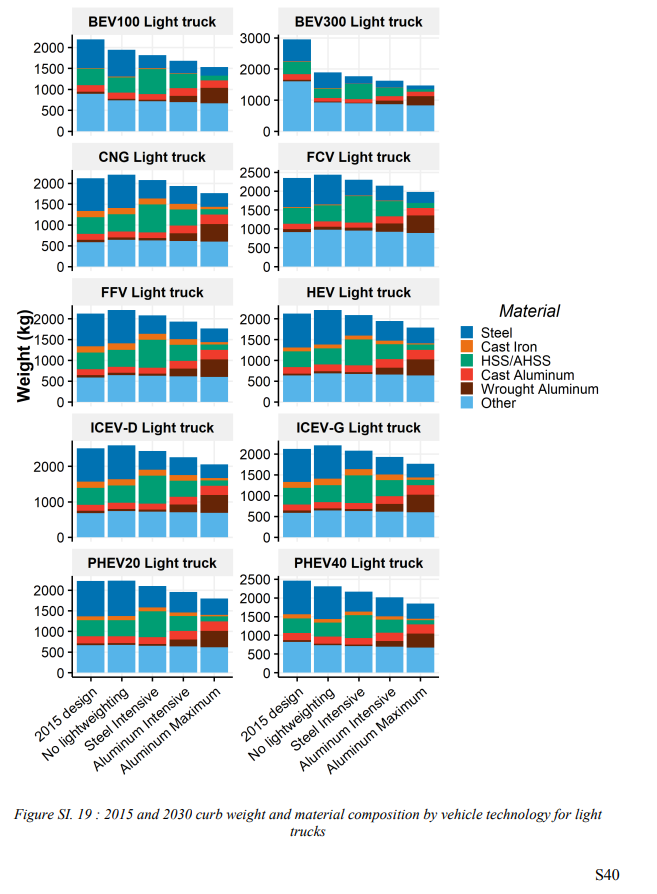 BEV100 Light truck
BEV300 Light truck
2000
1500
1000
500
0
3000
2000
1000
0
CNG Light truck
FCV Light truck
2000
1500
1000
500
0
2500
2000
1500
1000
500
0
FFV Light truck
HEV Light truck
2000
1500
1000
500
0
2000
1500
1000
500
0
Weight (kg)
Material
Steel
Cast Iron
HSS/AHSS
Cast Aluminum
Wrought Aluminum
Other
ICEV-D Light truck
ICEV-G Light truck
2000
1000
0
2000
1500
1000
500
0
PHEV20 Light truck
PHEV40 Light truck
2000
1500
1000
500
0
2500
2000
1500
1000
500
0
2015 design
No lightweighting
Steel Intensive
Aluminum Intensive
Aluminum Maximum
2015 design
No lightweighting
Steel Intensive
Aluminum Intensive
Aluminum Maximum
Figure SI. 19 : 2015 and 2030 curb weight and material composition by vehicle technology for light
trucks
S40